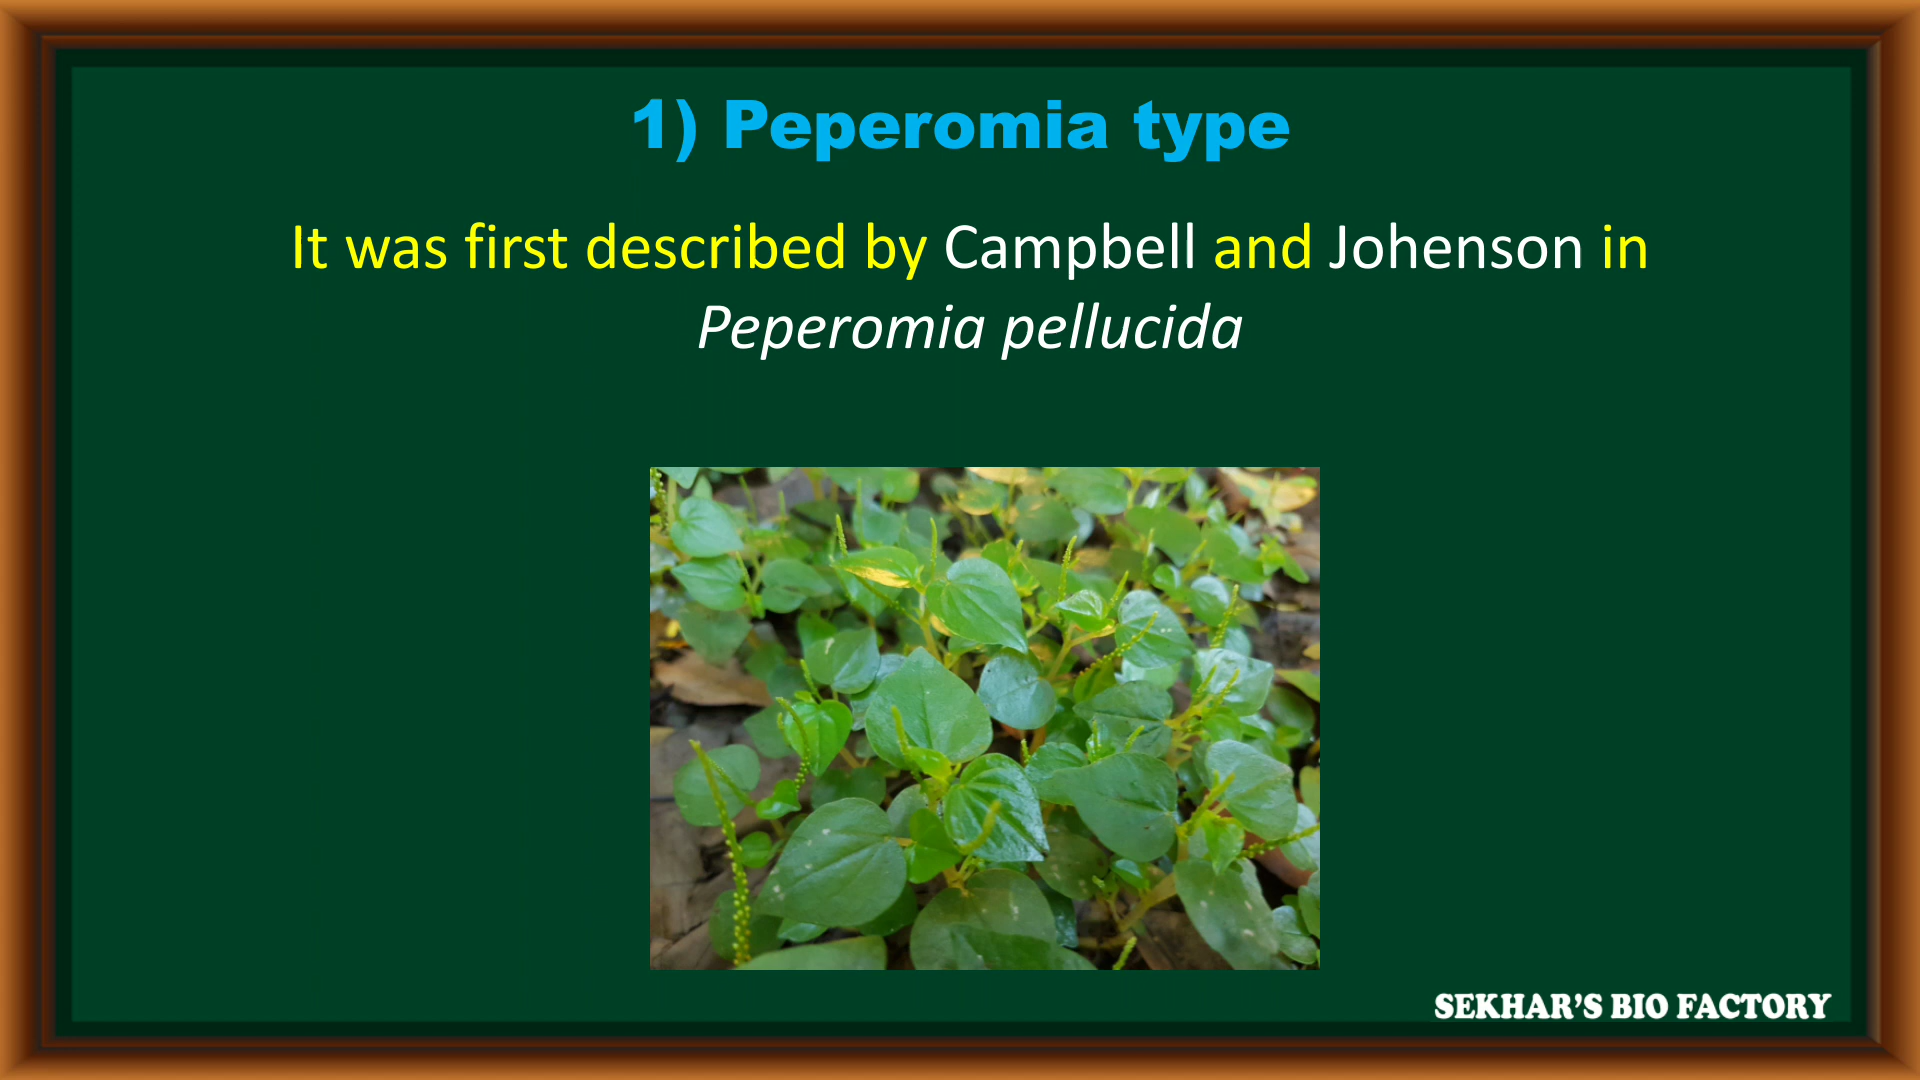 1) Peperomia type
It was first described by Campbell and Johenson in
Peperomia pellucida
SEKHAR'S BIO FACTORY